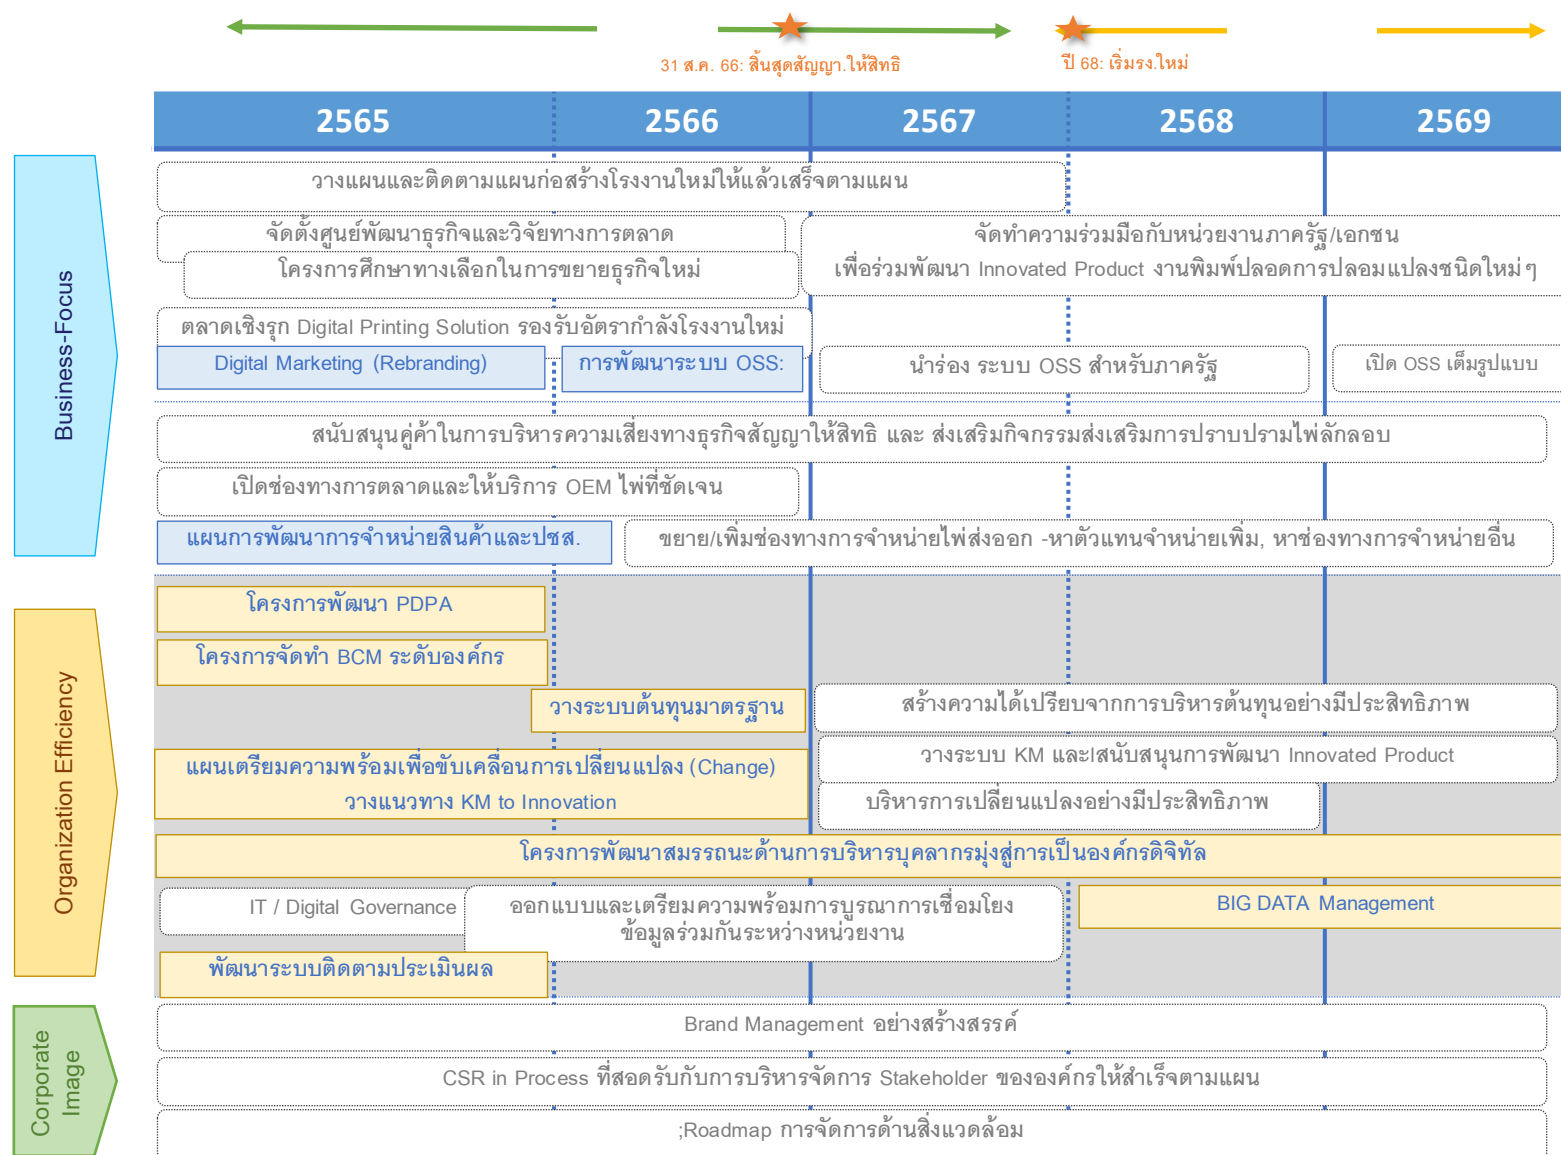 31 ส.ค. 66: สิ้นสุดสัญญา.ให้สิทธิ
ปี 68: เริ่มรง.ใหม่
2565
2566
2567
2568
2569
Business-Focus
วางแผนและติดตามแผนก่อสร้างโรงงานใหม่ให้แล้วเสร็จตามแผน
จัดตั้งศูนย์พัฒนาธุรกิจและวิจัยทางการตลาด
จัดทำความร่วมมือกับหน่วยงานภาครัฐ/เอกชน
เพื่อร่วมพัฒนา Innovated Product งานพิมพ์ปลอดการปลอมแปลงชนิดใหม่ๆ
โครงการศึกษาทางเลือกในการขยายธุรกิจใหม่
ตลาดเชิงรุก Digital Printing Solution รองรับอัตรากำลังโรงงานใหม่
Digital Marketing (Rebranding)
การพัฒนาระบบ OSS:
นำร่อง ระบบ OSS สำหรับภาครัฐ
เปิด OSS เต็มรูปแบบ
สนับสนุนคู่ค้าในการบริหารความเสี่ยงทางธุรกิจสัญญาให้สิทธิ และ ส่งเสริมกิจกรรมส่งเสริมการปราบปรามไพ่ลักลอบ
เปิดช่องทางการตลาดและให้บริการ OEM ไพ่ที่ชัดเจน
แผนการพัฒนาการจำหน่ายสินค้าและปชส.
ขยาย/เพิ่มช่องทางการจำหน่ายไพ่ส่งออก -หาตัวแทนจำหน่ายเพิ่ม, หาช่องทางการจำหน่ายอื่น
Organization Efficiency
โครงการพัฒนา PDPA
โครงการจัดทำ BCM ระดับองค์กร
วางระบบต้นทุนมาตรฐาน
สร้างความได้เปรียบจากการบริหารต้นทุนอย่างมีประสิทธิภาพ
แผนเตรียมความพร้อมเพื่อขับเคลื่อนการเปลี่ยนแปลง (Change)
วางแนวทาง KM to Innovation
วางระบบ KM และเสนับสนุนการพัฒนา Innovated Product
บริหารการเปลี่ยนแปลงอย่างมีประสิทธิภาพ
โครงการพัฒนาสมรรถนะด้านการบริหารบุคลากรมุ่งสู่การเป็นองค์กรดิจิทัล
IT / Digital Governance
ออกแบบและเตรียมความพร้อมการบูรณาการเชื่อมโยง
ข้อมูลร่วมกันระหว่างหน่วยงาน
BIG DATA Management
พัฒนาระบบติดตามประเมินผล
Corporate
Image
Brand Management อย่างสร้างสรรค์
CSR in Process ที่สอดรับกับการบริหารจัดการ Stakeholder ขององค์กรให้สำเร็จตามแผน
;Roadmap การจัดการด้านสิ่งแวดล้อม